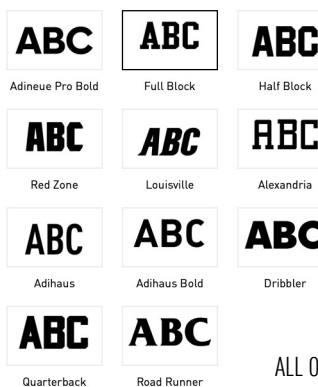 ABC ABC ABC
Adineue Pro Bold Full Block Half Block
ABC ABC ABC
Red Zone Louisville Alexandria
ABC ABC ABC
Adihaus Adihaus Bold Dribbler
ABC ABC
Quarterback Road Runner
ALL O